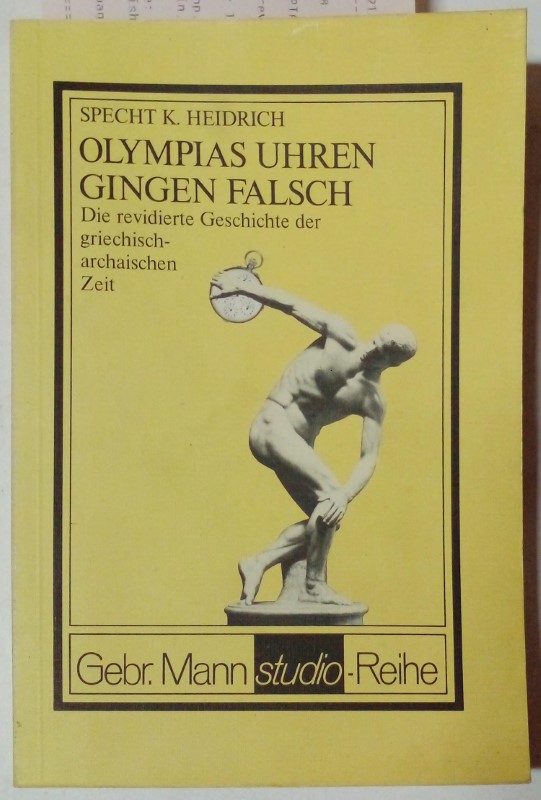 SPECHT K. HEIDRICH
OLYMPIAS UHREN
GINGEN FALSCH
Die revidierte Geschichte der
griechisch-
archaischen
Zeit
Gebr. Mann studio-Reihe